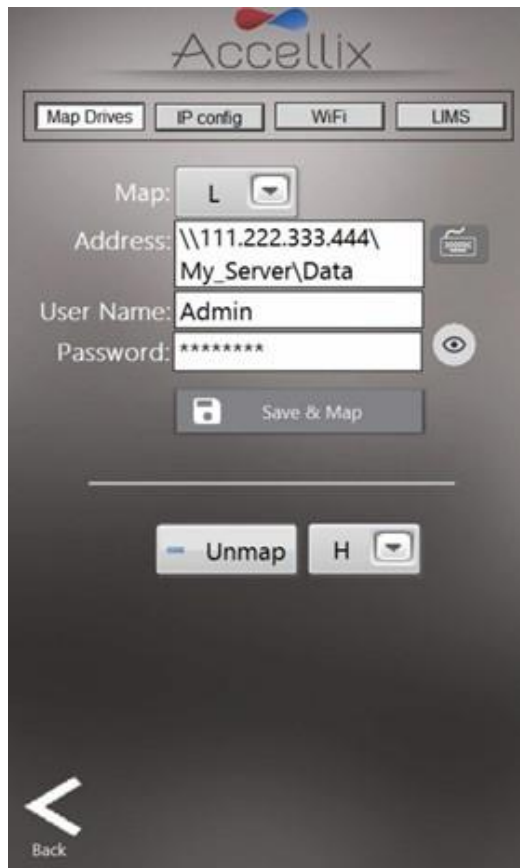 Accellix
Map Drives IP config WiFi LIMS
Map: L
Address: \\111.222.333.444\
My_Server\Data
User Name: Admin
Password: ********
Save & Map
Unmap H
Back